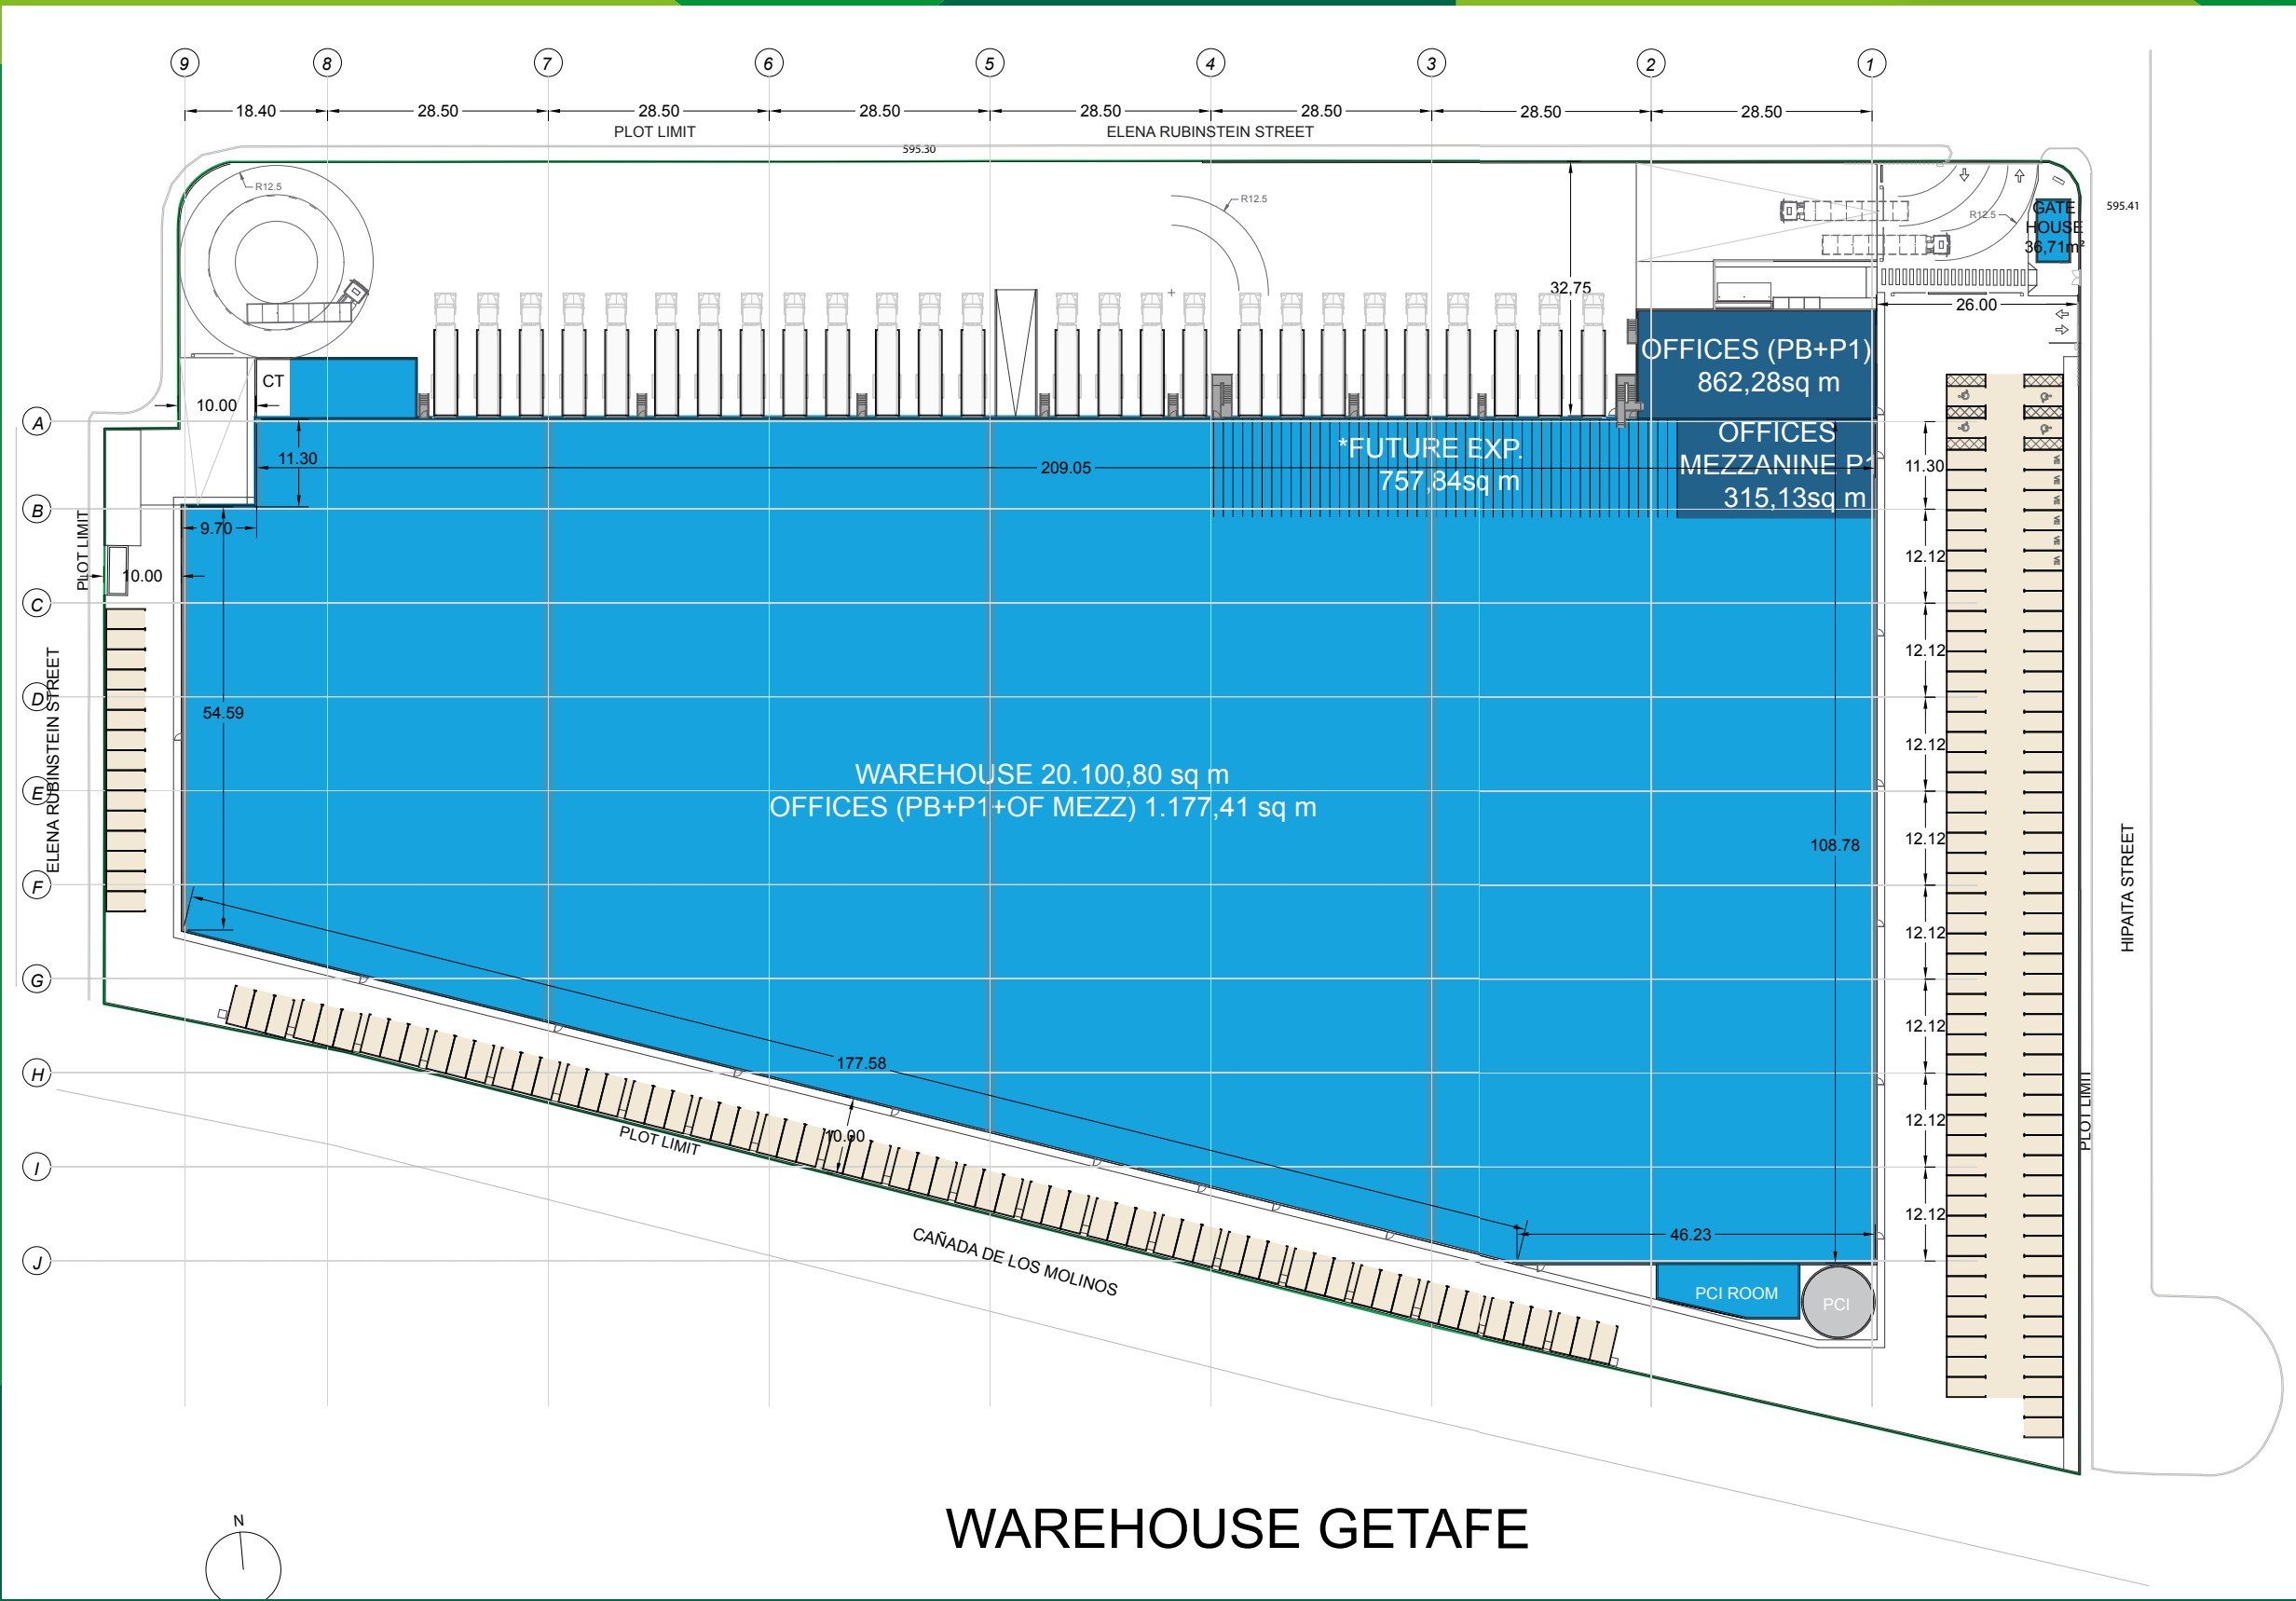 9 8 7 6 5 4 3 2 1
18.40 28.50 28.50 28.50 28.50 28.50 28.50 28.50
PLOT LIMIT
ELENA RUBINSTEIN STREET
595.30
R12.5
R12.5
R12.5
GATE
HOUSE
36,71m²
595.41
32,75
26.00
OFFICES (PB+P1)
862,28sq m
CT
10.00
A
11.30
209.05
*FUTURE EXP.
757,84sq m
OFFICES
MEZZANINE P1
315,13sq m
11.30
B
9.70
PLOT LIMIT
10.00
12.12
C
12.12
ELENA RUBINSTEIN STREET
D
54.59
12.12
WAREHOUSE 20.100,80 sq m
OFFICES (PB+P1+OF MEZZ) 1.177,41 sq m
E
12.12
108.78
F
12.12
HIPAITA STREET
G
12.12
177.58
H
12.12
PLOT LIMIT
10.00
PLOT LIMIT
I
12.12
46.23
CAÑADA DE LOS MOLINOS
J
PCI ROOM
PCI
WAREHOUSE GETAFE
N